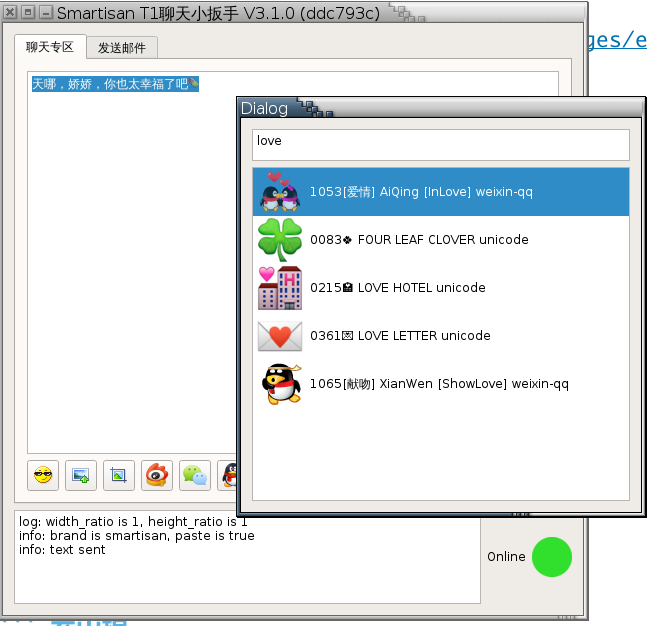 Smartisan T1聊天小扳手 V3.1.0 (ddc793c)
聊天专区
发送邮件
ges/e
天哪，娇娇，你也太幸福了吧
Dialog
love
1053[爱情] AiQing [InLove] weixin-qq
0083🍀 FOUR LEAF CLOVER unicode
0215🏩 LOVE HOTEL unicode
0361💌 LOVE LETTER unicode
1065[献吻] XianWen [ShowLove] weixin-qq
log: width_ratio is 1, height_ratio is 1
info: brand is smartisan, paste is true
info: text sent
Online